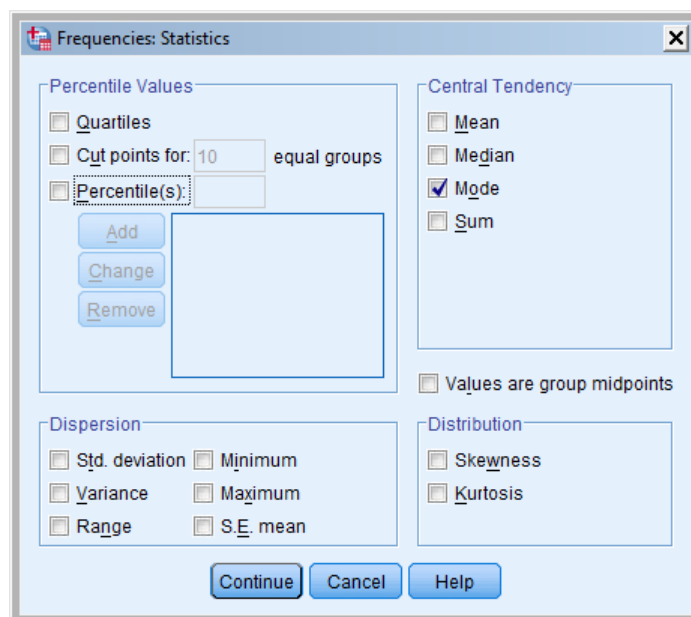 Frequencies: Statistics
Percentile Values
Quartiles
Cut points for: 10 equal groups
Percentile(s):
Add
Change
Remove
Central Tendency
Mean
Median
Mode
Sum
Values are group midpoints
Dispersion
Std. deviation Minimum
Variance Maximum
Range S.E. mean
Distribution
Skewness
Kurtosis
Continue Cancel Help